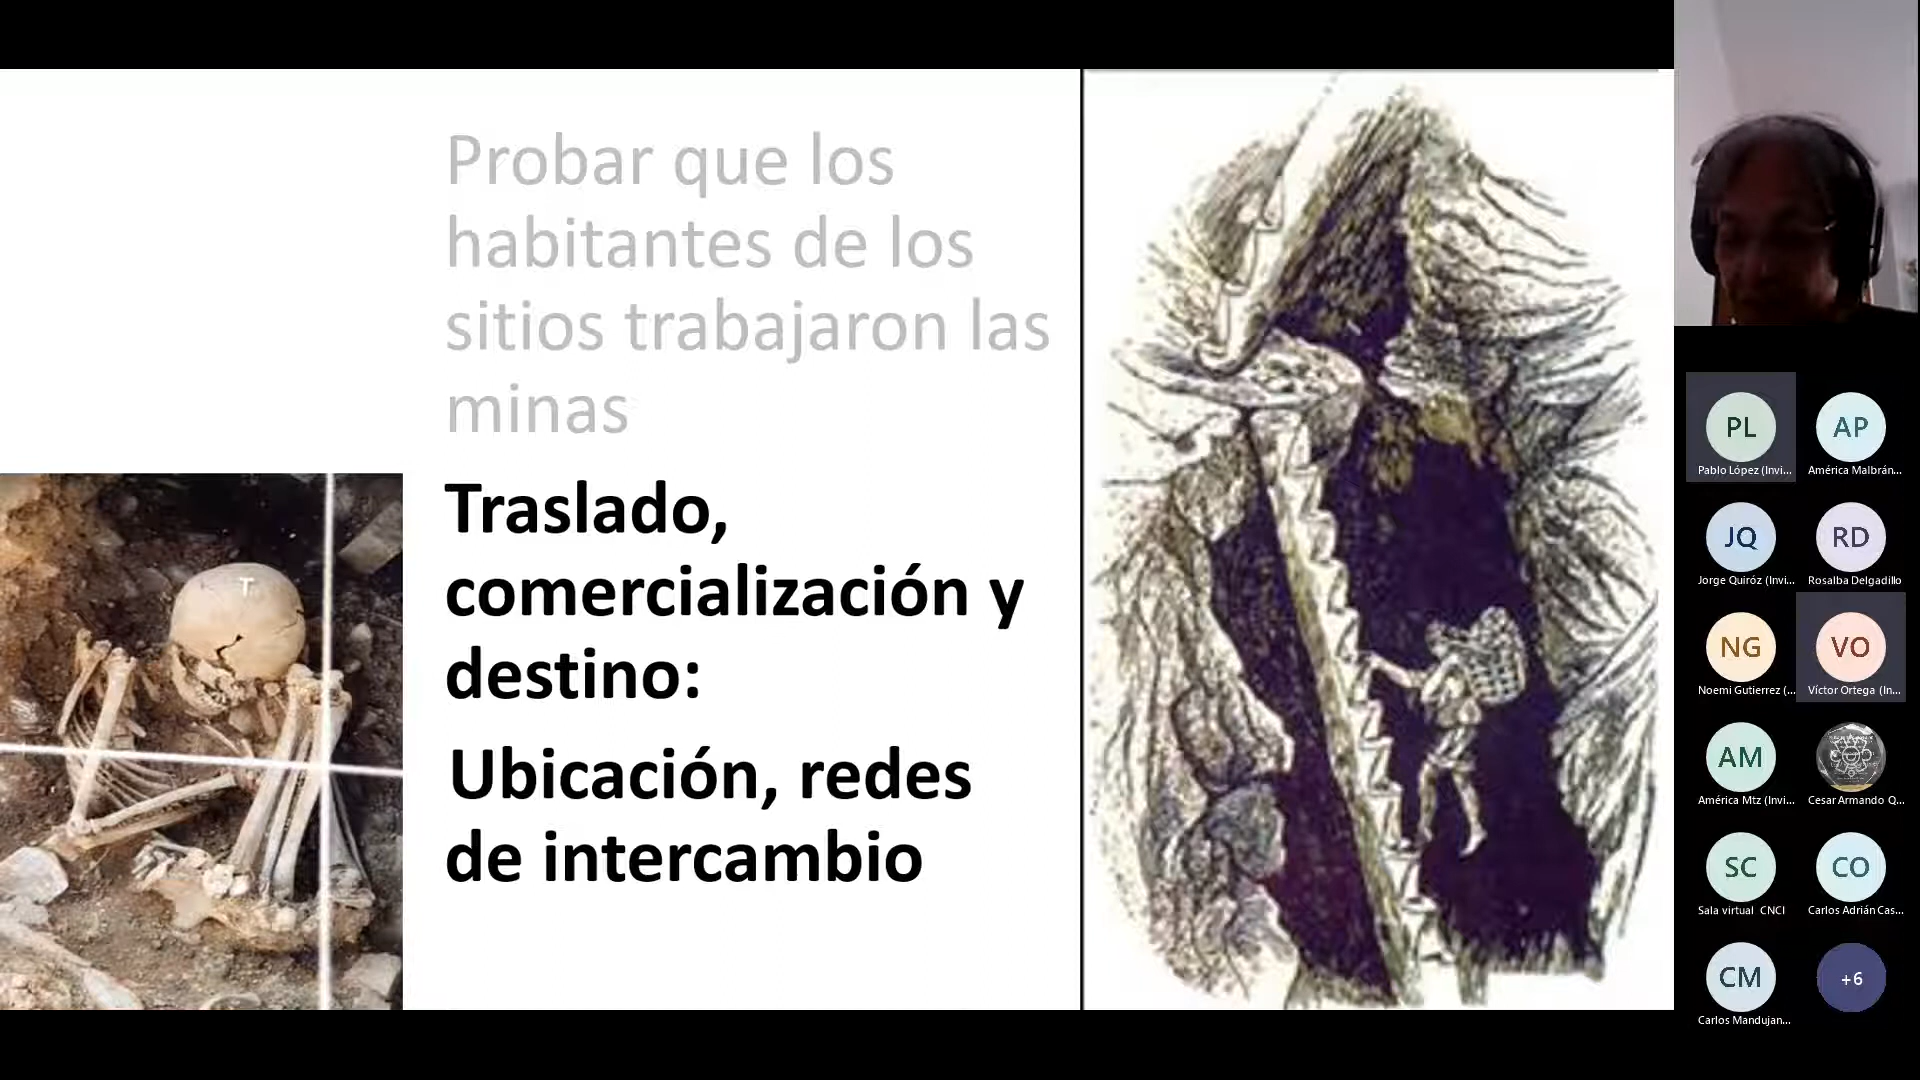 Probar que los
habitantes de los
sitios trabajaron las
minas
Traslado,
comercialización y
destino:
Ubicación, redes
de intercambio
T
PL
Pablo López (Invi...
AP
América Malbrán...
JQ
Jorge Quiróz (Invi...
RD
Rosalba Delgadillo
NG
Noemi Gutierrez (...
VO
Víctor Ortega (In...
AM
América Mtz (Invi...
Cesar Armando Q...
SC
Sala virtual CNCI
CO
Carlos Adrián Cas...
CM
Carlos Mandujan...
+6